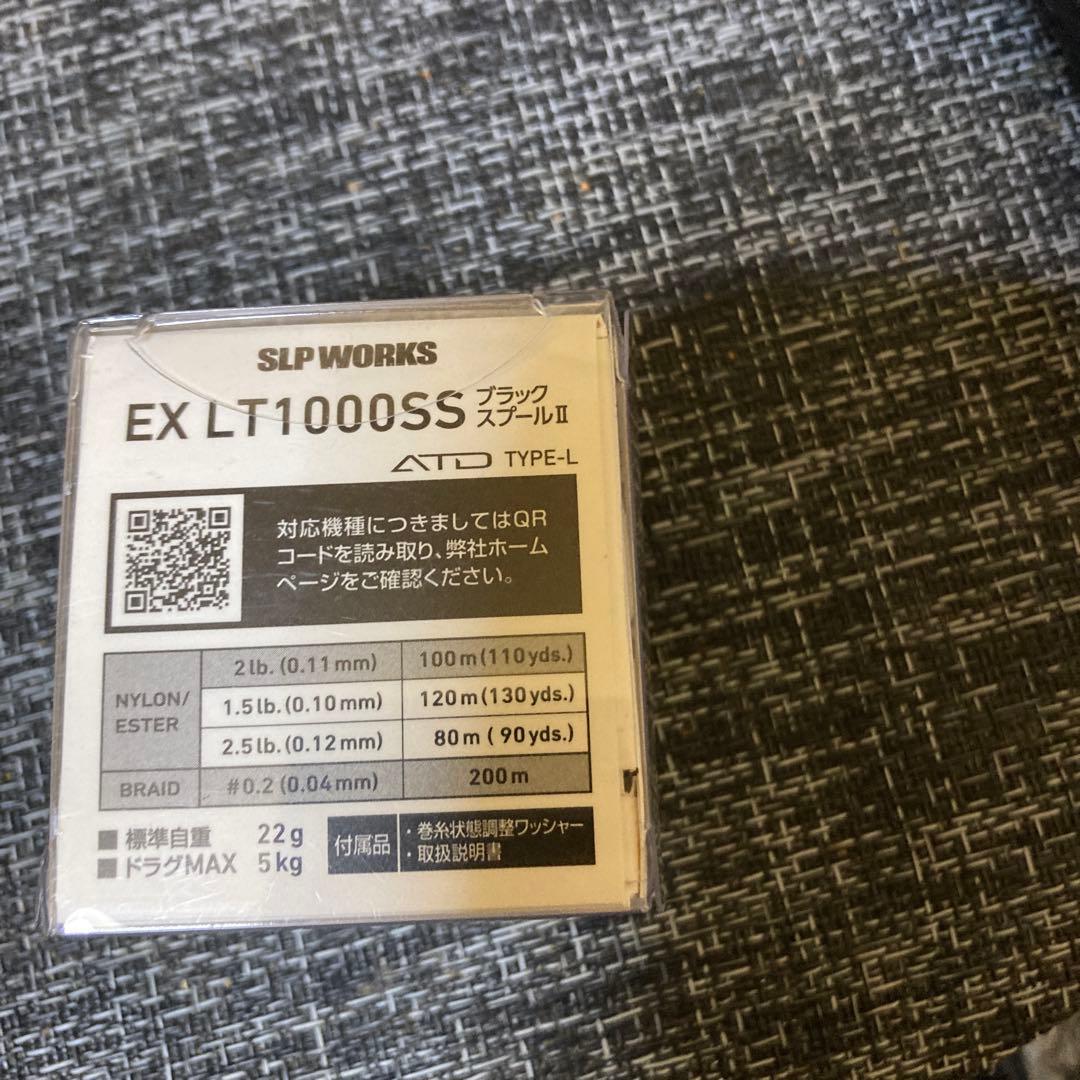 SLP WORKS
EX LT1000SS ブラック
スプールⅡ
ATD TYPE-L
対応機種につきましてはQR
コードを読み取り、弊社ホーム
ページをご確認ください。
NYLON/
ESTER
2lb. (0.11mm) 100m(110yds.)
1.5lb. (0.10mm) 120m(130yds.)
2.5lb. (0.12mm) 80m( 90yds.)
BRAID #0.2 (0.04mm) 200m
■ 標準自重 22g
■ ドラグMAX 5kg
付属品
・巻糸状態調整ワッシャー
・取扱説明書